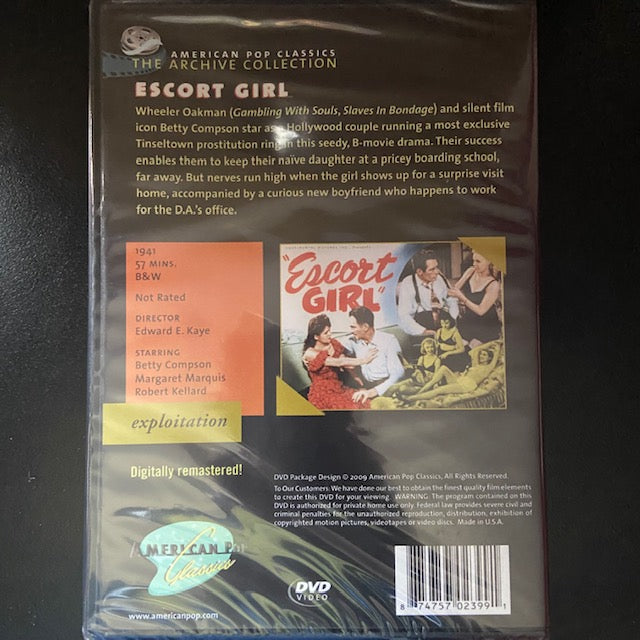 AMERICAN POP CLASSICS
THE ARCHIVE COLLECTION
ESCORT GIRL
Wheeler Oakman (Gambling With Souls, Slaves In Bondage) and silent film
icon Betty Compson star as a Hollywood couple running a most exclusive
Tinseltown prostitution ring in this seedy, B-movie drama. Their success
enables them to keep their naïve daughter at a pricey boarding school,
far away. But nerves run high when the girl shows up for a surprise visit
home, accompanied by a curious new boyfriend who happens to work
for the D.A.'s office.
1941
57 MINS.
B&W
Not Rated
DIRECTOR
Edward E. Kaye
STARRING
Betty Compson
Margaret Marquis
Robert Kellard
exploitation
"Escort
GIRL"
Digitally remastered!
DVD Package Design © 2009 American Pop Classics, All Rights Reserved.
To Our Customers: We have done our best to obtain the finest quality film elements
to create this DVD for your viewing. WARNING: The program contained on this
DVD is authorized for private home use only. Federal law provides severe civil and
criminal penalties for the unauthorized reproduction, distribution, exhibition of
copyrighted motion pictures, videotapes or video discs. Made in U.S.A.
AMERICAN POP
Classics
www.americanpop.com
DVD
VIDEO
8 74757 02399 1